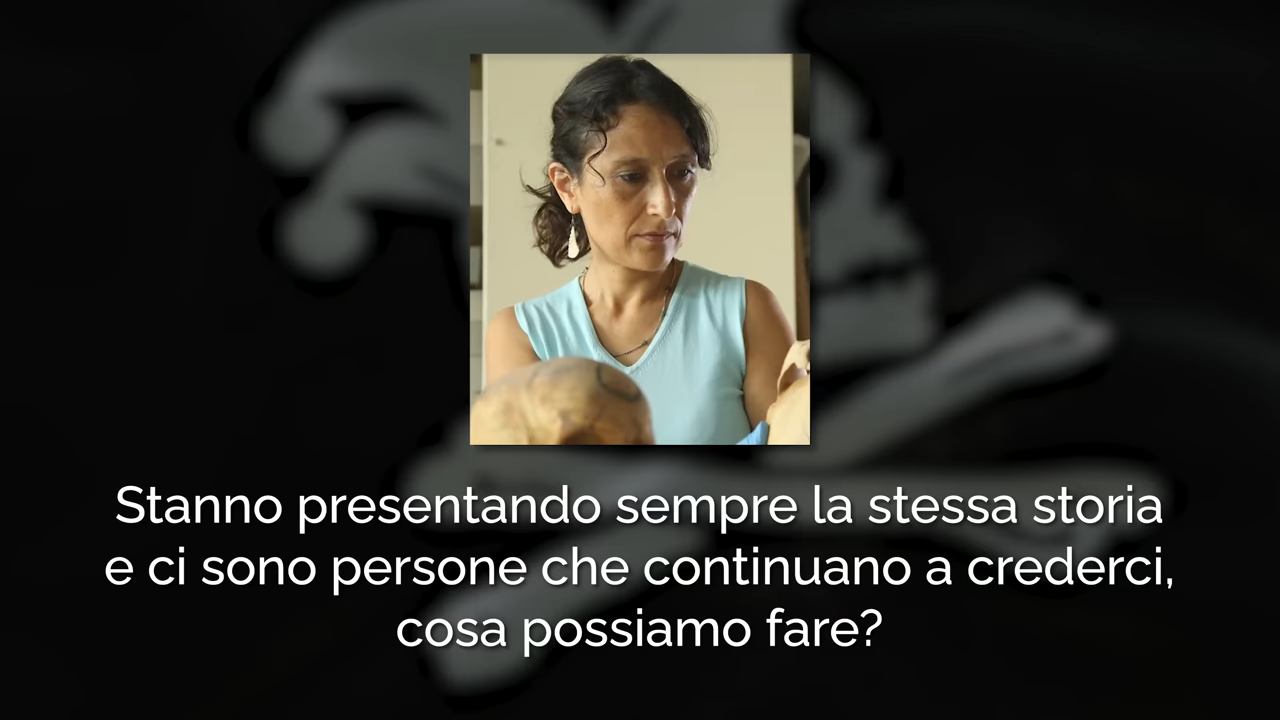 Stanno presentando sempre la stessa storia
e ci sono persone che continuano a crederci,
cosa possiamo fare?